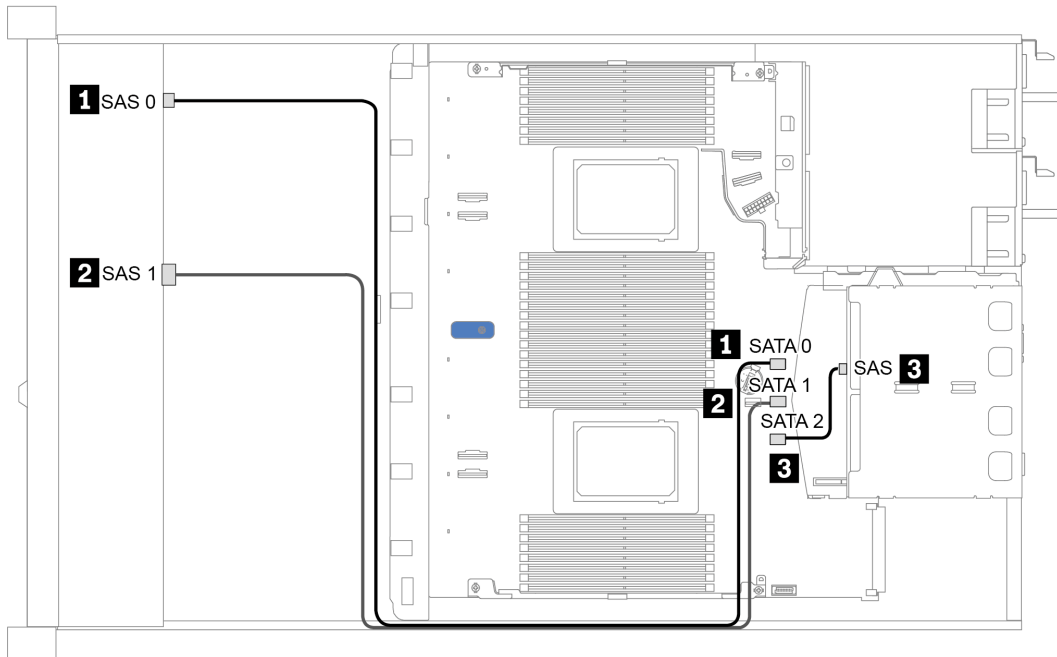 1 SAS 0
2 SAS 1
1 SATA 0
SAS 3
2 SATA 1
SATA 2
3